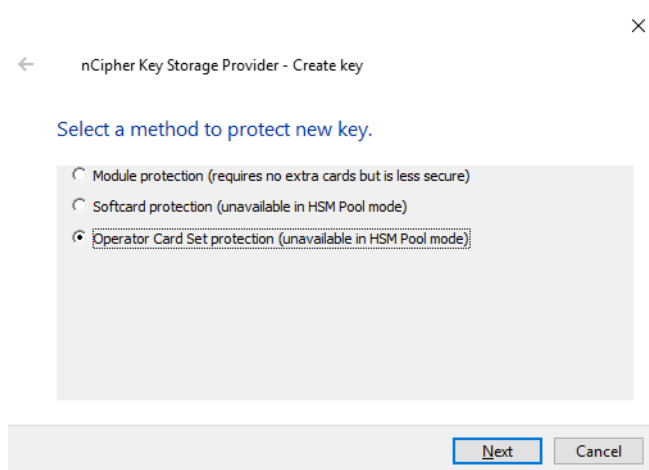 nCipher Key Storage Provider - Create key
Select a method to protect new key.
Module protection (requires no extra cards but is less secure)
Softcard protection (unavailable in HSM Pool mode)
Operator Card Set protection (unavailable in HSM Pool mode)
Next
Cancel